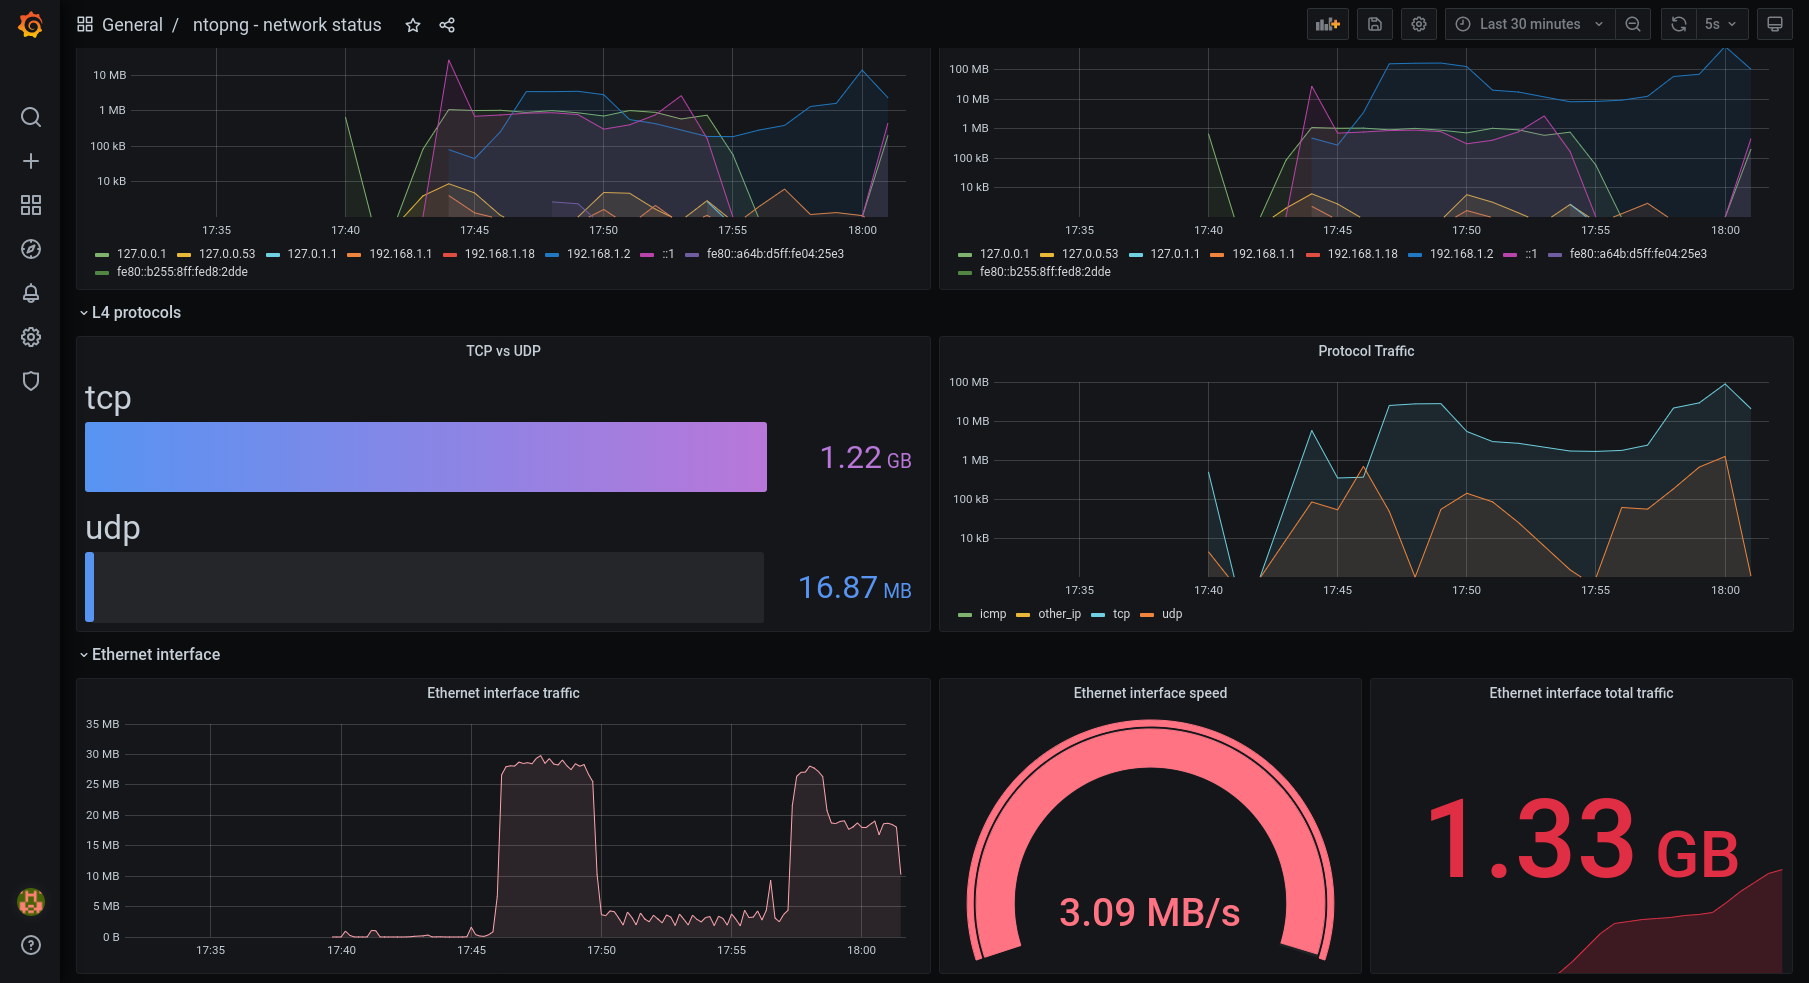 General / ntopng - network status
Last 30 minutes
5s
10 MB
1 MB
100 kB
10 kB
17:35 17:40 17:45 17:50 17:55 18:00
127.0.0.1 127.0.0.53 127.0.1.1 192.168.1.1 192.168.1.18 192.168.1.2 ::1 fe80::a64b:d5ff:fe04:25e3
fe80::b255:8ff:fed8:2dde
100 MB
10 MB
1 MB
100 kB
10 kB
17:35 17:40 17:45 17:50 17:55 18:00
127.0.0.1 127.0.0.53 127.0.1.1 192.168.1.1 192.168.1.18 192.168.1.2 ::1 fe80::a64b:d5ff:fe04:25e3
fe80::b255:8ff:fed8:2dde
L4 protocols
TCP vs UDP
tcp
1.22 GB
udp
16.87 MB
Protocol Traffic
100 MB
10 MB
1 MB
100 kB
10 kB
17:35 17:40 17:45 17:50 17:55 18:00
icmp other_ip tcp udp
Ethernet interface
Ethernet interface traffic
35 MB
30 MB
25 MB
20 MB
15 MB
10 MB
5 MB
0 B
17:35 17:40 17:45 17:50 17:55 18:00
Ethernet interface speed
3.09 MB/s
Ethernet interface total traffic
1.33 GB